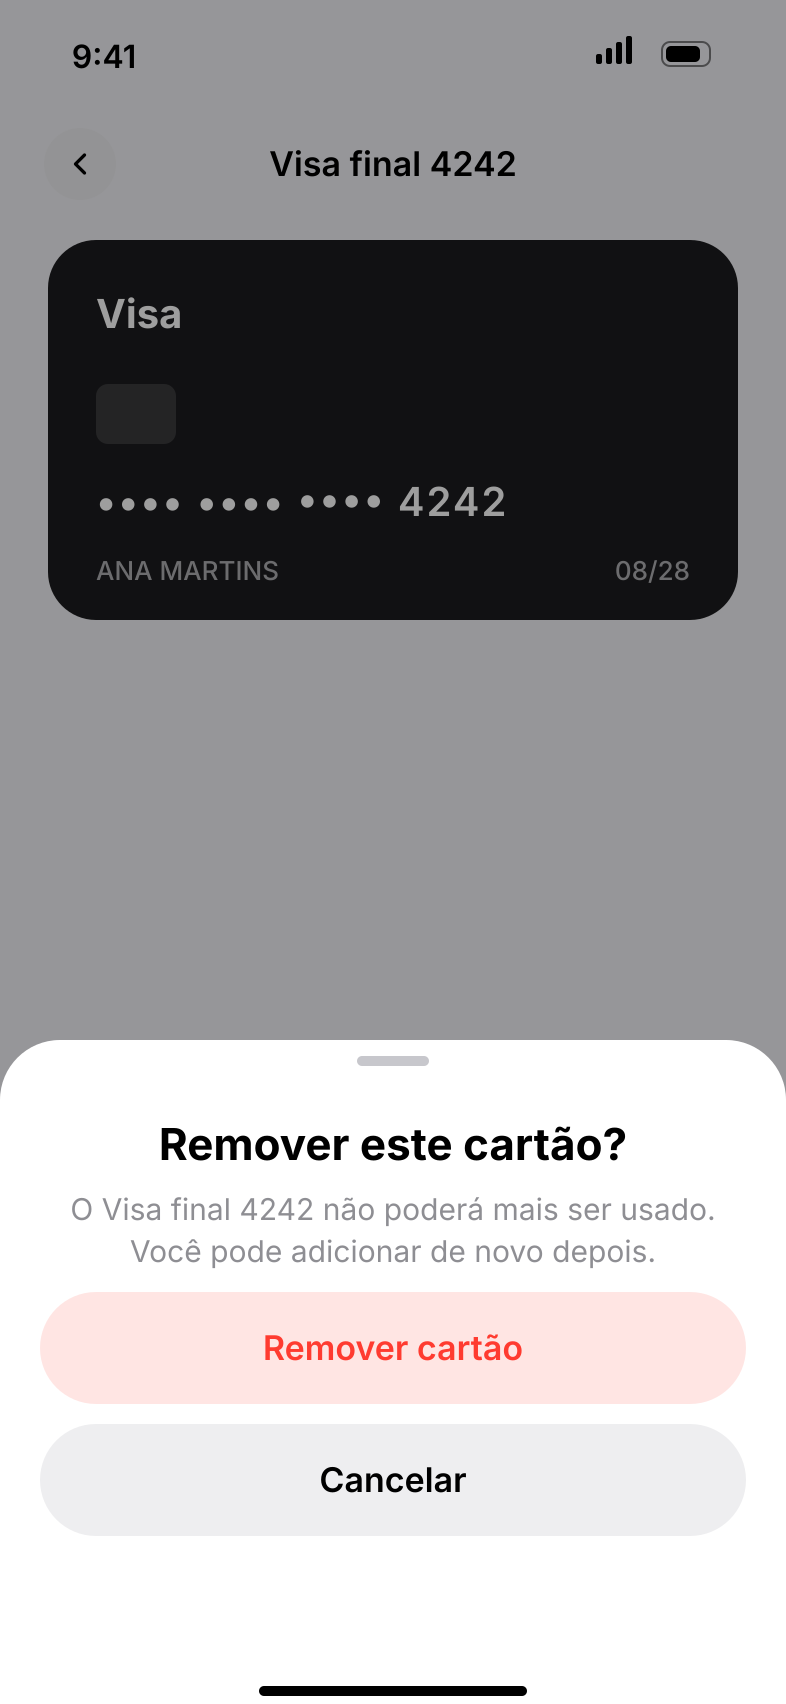 9:41
Visa final 4242
Visa
•••• •••• •••• 4242
ANA MARTINS 08/28
Remover este cartão?
O Visa final 4242 não poderá mais ser usado.
Você pode adicionar de novo depois.
Remover cartão
Cancelar